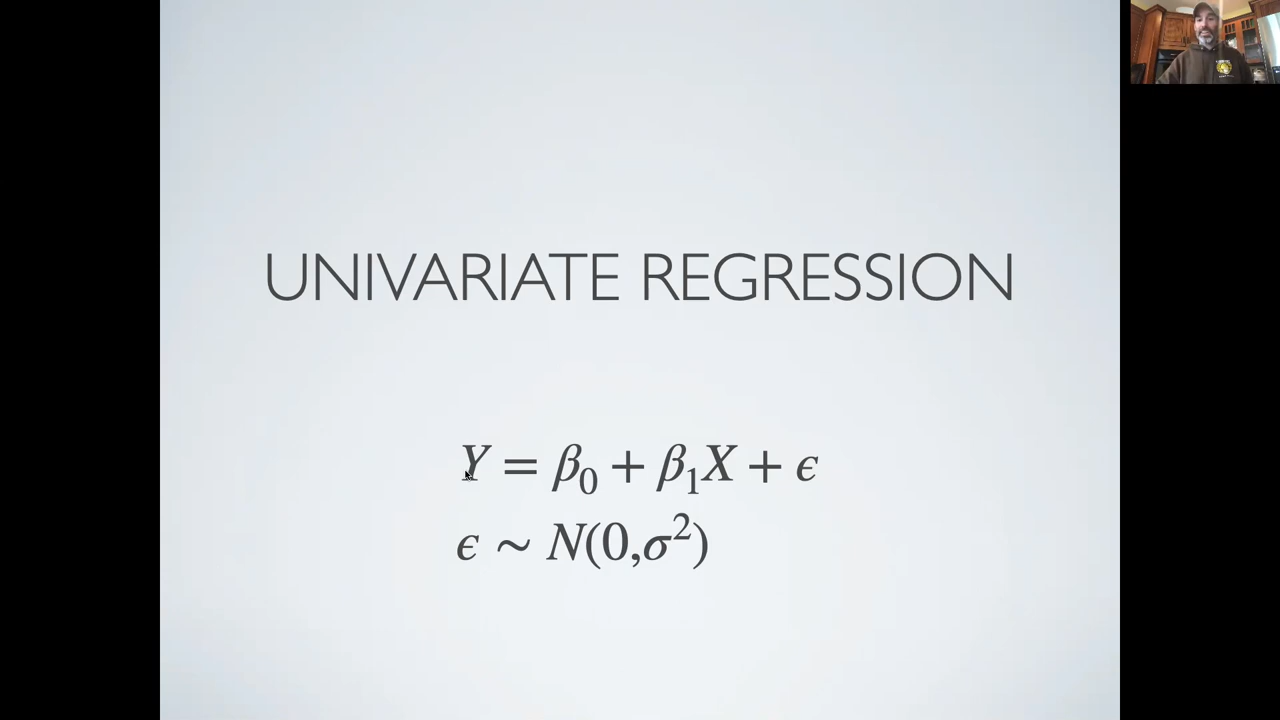 UNIVARIATE REGRESSION
Y = β₀ + β₁X + ϵ
ϵ ~ N(0,σ²)